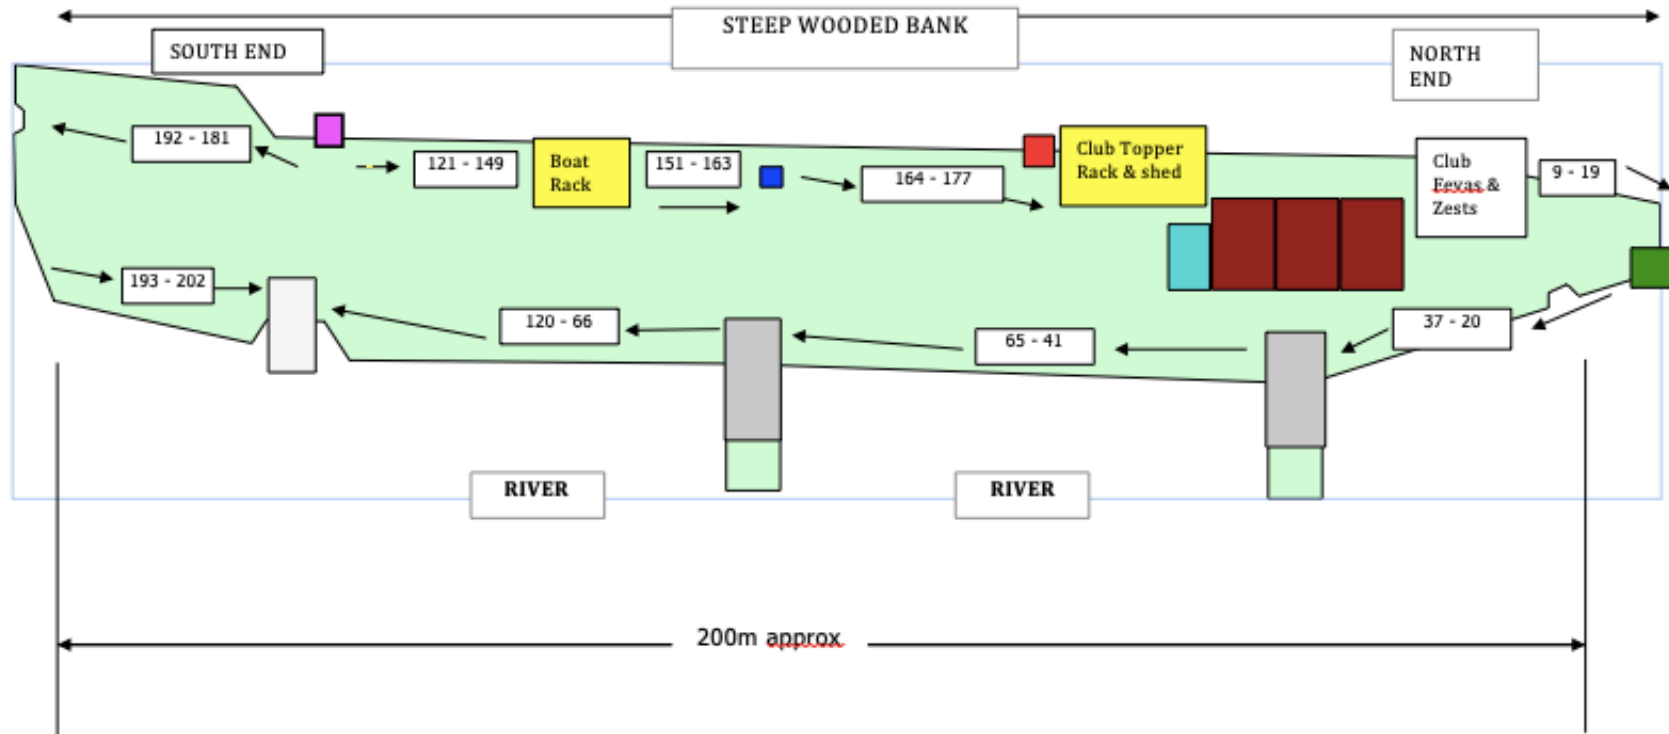 STEEP WOODED BANK
SOUTH END
NORTH
END
192 - 181
121 - 149
Boat
Rack
151 - 163
164 - 177
Club Topper
Rack & shed
Club
Fevas &
Zests
9 - 19
193 - 202
120 - 66
65 - 41
37 - 20
RIVER
RIVER
200m approx